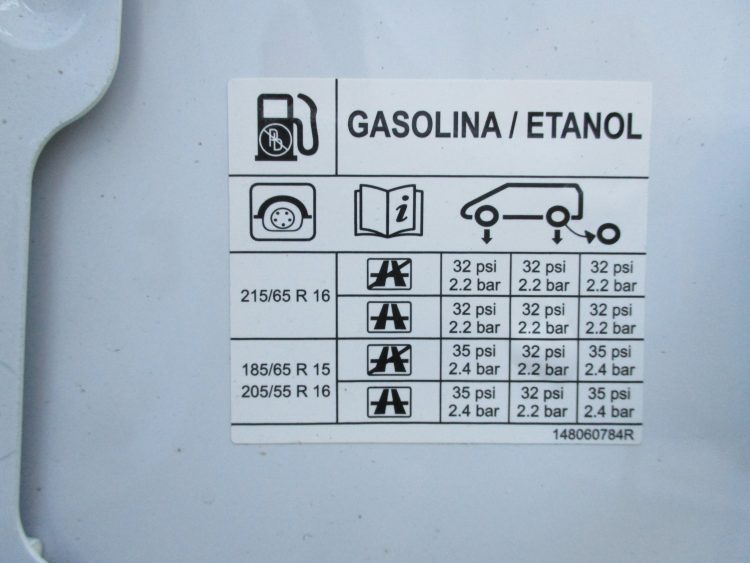 Pb
GASOLINA / ETANOL
i
215/65 R 16
32 psi 32 psi 32 psi
2.2 bar 2.2 bar 2.2 bar
32 psi 32 psi 32 psi
2.2 bar 2.2 bar 2.2 bar
185/65 R 15
205/55 R 16
35 psi 32 psi 35 psi
2.4 bar 2.2 bar 2.4 bar
35 psi 32 psi 35 psi
2.4 bar 2.2 bar 2.4 bar
148060784R